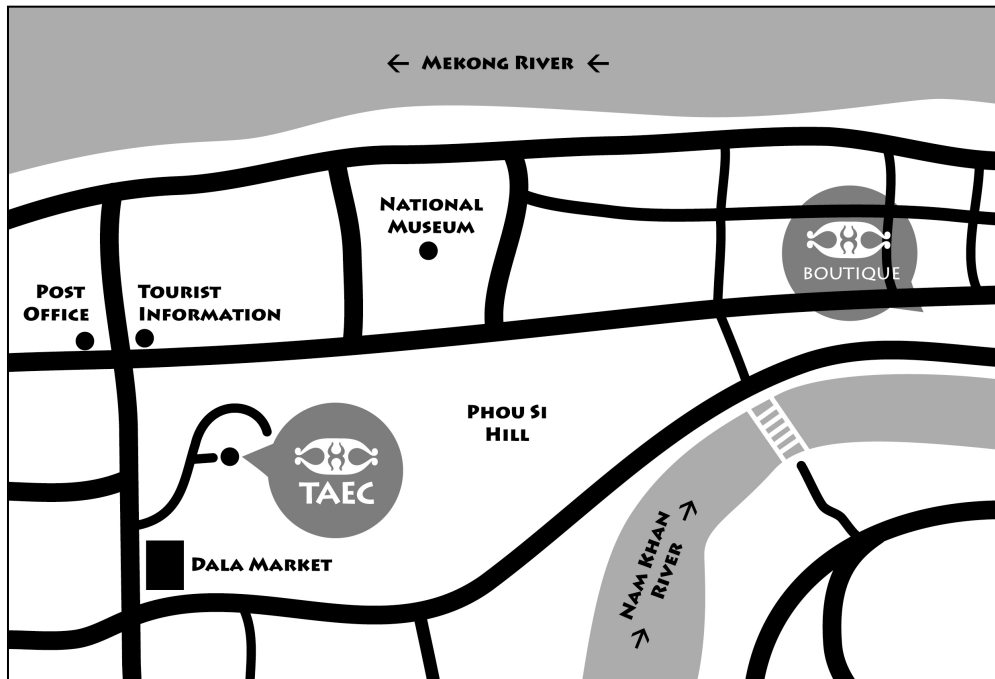 ← MEKONG RIVER ←
NATIONAL
MUSEUM
BOUTIQUE
POST
OFFICE
TOURIST
INFORMATION
PHOU SI
HILL
TAEC
DALA MARKET
→ NAM KHAN →
RIVER